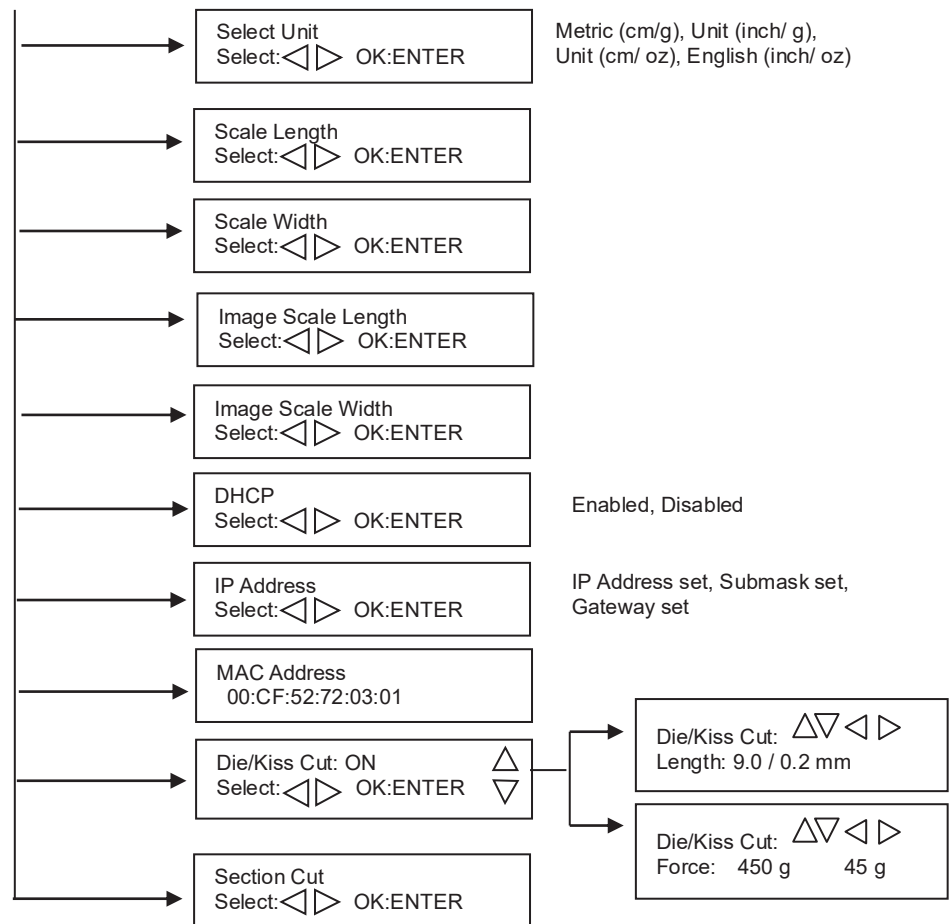 Select Unit
Select:◁ ▷ OK:ENTER
Metric (cm/g), Unit (inch/ g),
Unit (cm/ oz), English (inch/ oz)
Scale Length
Select:◁ ▷ OK:ENTER
Scale Width
Select:◁ ▷ OK:ENTER
Image Scale Length
Select:◁ ▷ OK:ENTER
Image Scale Width
Select:◁ ▷ OK:ENTER
DHCP
Select:◁ ▷ OK:ENTER
Enabled, Disabled
IP Address
Select:◁ ▷ OK:ENTER
IP Address set, Submask set,
Gateway set
MAC Address
00:CF:52:72:03:01
Die/Kiss Cut: ON △
Select:◁ ▷ OK:ENTER ▽
Die/Kiss Cut: △▽ ◁ ▷
Length: 9.0 / 0.2 mm
Die/Kiss Cut: △▽ ◁ ▷
Force: 450 g 45 g
Section Cut
Select:◁ ▷ OK:ENTER